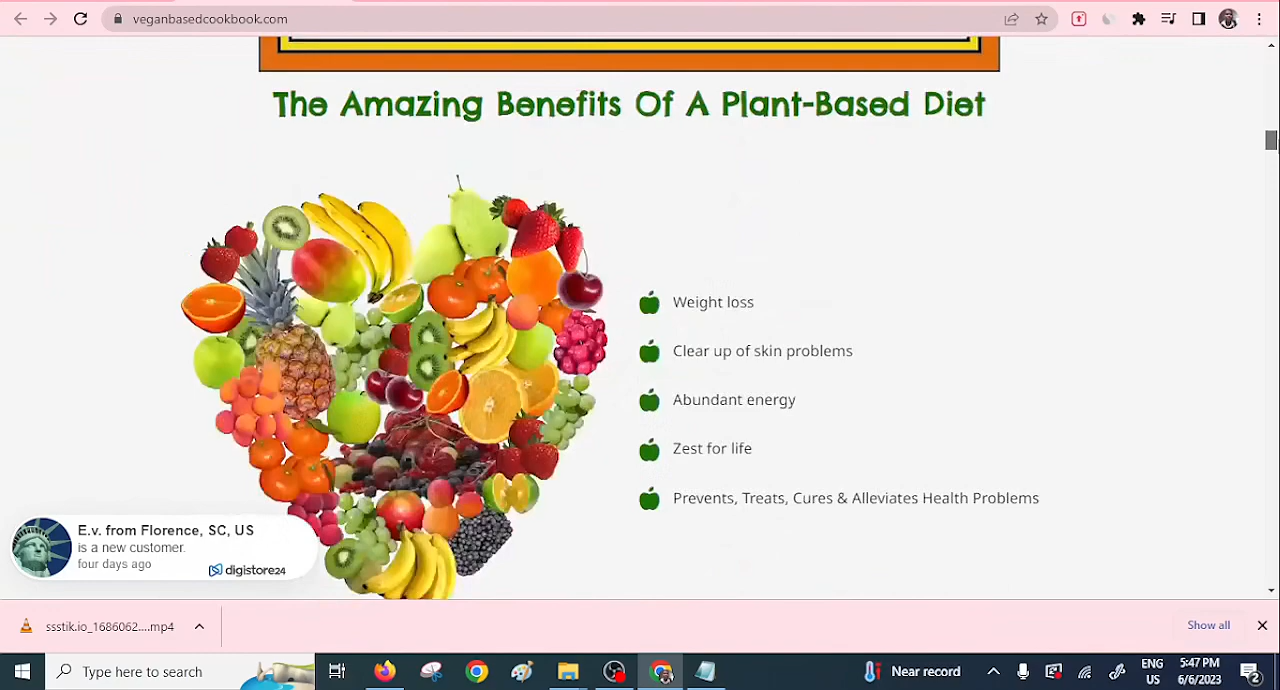 veganbasedcookbook.com
The Amazing Benefits Of A Plant-Based Diet
Weight loss
Clear up of skin problems
Abundant energy
Zest for life
Prevents, Treats, Cures & Alleviates Health Problems
E.v. from Florence, SC, US
is a new customer.
four days ago
digistore24
ssstik.io_1686062....mp4
Show all
Type here to search
Near record
ENG
US
5:47 PM
6/6/2023
2